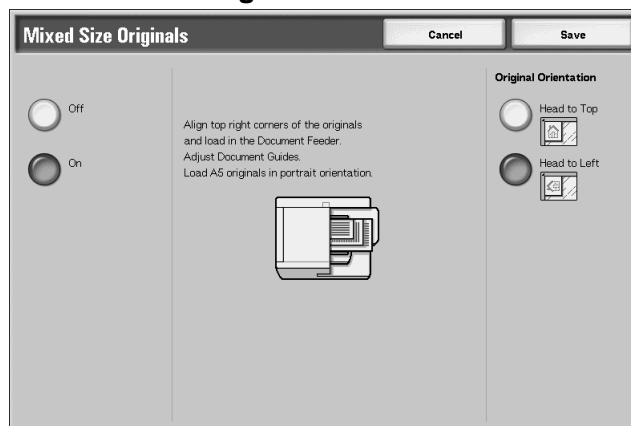 Mixed Size Originals
Cancel
Save
Off
On
Align top right corners of the originals
and load in the Document Feeder.
Adjust Document Guides.
Load A5 originals in portrait orientation.
Original Orientation
Head to Top
Head to Left